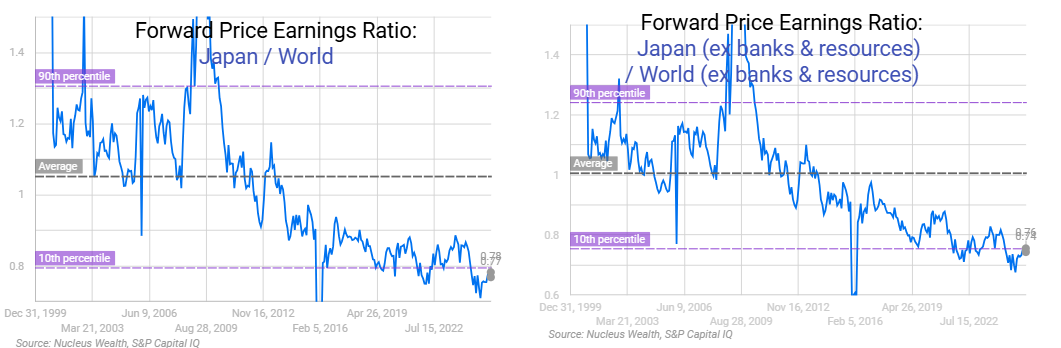 Forward Price Earnings Ratio:
Japan / World
1.4
90th percentile
1.2
Average
1
10th percentile
0.8
0.78
0.77
Dec 31, 1999
Jun 9, 2006
Nov 16, 2012
Apr 26, 2019
Mar 21, 2003
Aug 28, 2009
Feb 5, 2016
Jul 15, 2022
Source: Nucleus Wealth, S&P Capital IQ
Forward Price Earnings Ratio:
Japan (ex banks & resources)
/ World (ex banks & resources)
1.4
90th percentile
1.2
Average
1
10th percentile
0.8
0.76
0.74
0.6
Dec 31, 1999
Jun 9, 2006
Nov 16, 2012
Apr 26, 2019
Mar 21, 2003
Aug 28, 2009
Feb 5, 2016
Jul 15, 2022
Source: Nucleus Wealth, S&P Capital IQ